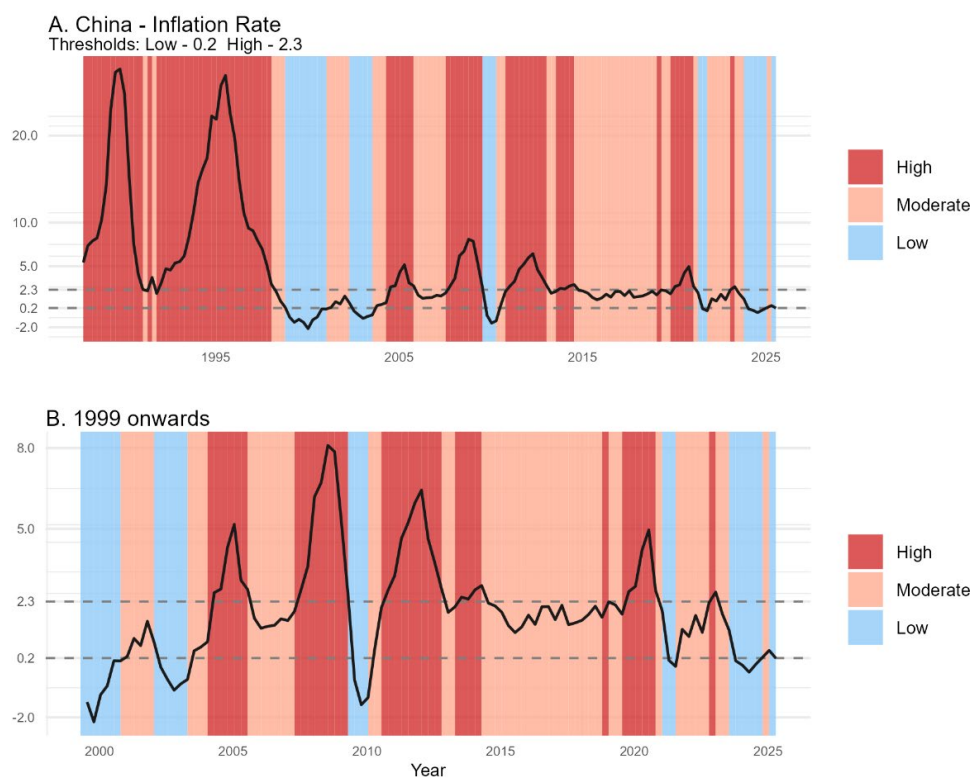 A. China - Inflation Rate
Thresholds: Low - 0.2  High - 2.3
20.0
10.0
5.0
2.3
0.2
-2.0
1995
2005
2015
2025
High
Moderate
Low
B. 1999 onwards
8.0
5.0
2.3
0.2
-2.0
2000
2005
2010
2015
2020
2025
Year
High
Moderate
Low